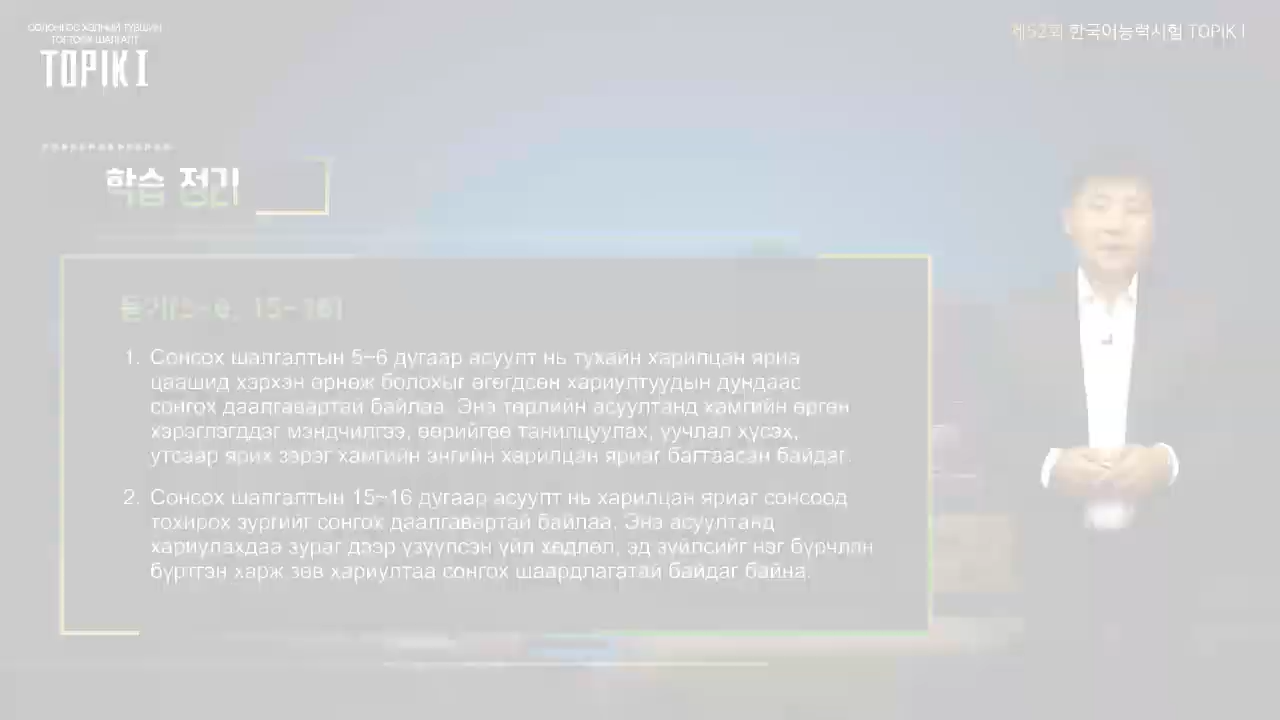 СОЛОНГОС ХЭЛНИЙ ТҮВШИН
ТОГТООХ ШАЛГАЛТ
TOPIK I
제52회 한국어능력시험 TOPIK I
학습 정리
듣기(5~6, 15~16)
1. Сонсох шалгалтын 5~6 дугаар асуулт нь тухайн харилцан яриа
цаашид хэрхэн өрнөж болохыг өгөгдсөн хариултуудын дундаас
сонгох даалгавартай байлаа. Энэ төрлийн асуултанд хамгийн өргөн
хэрэглэгддэг мэндчилгээ, өөрийгөө танилцуулах, уучлал хүсэх,
утсаар ярих зэрэг хамгийн энгийн харилцан яриаг багтаасан байдаг.
2. Сонсох шалгалтын 15~16 дугаар асуулт нь харилцан яриаг сонсоод
тохирох зургийг сонгох даалгавартай байлаа. Энэ асуултанд
хариулахдаа зураг дээр үзүүлсэн үйл хөдлөл, эд зүйлсийг нэг бүрчлэн
бүртгэн харж зөв хариултаа сонгох шаардлагатай байдаг байна.